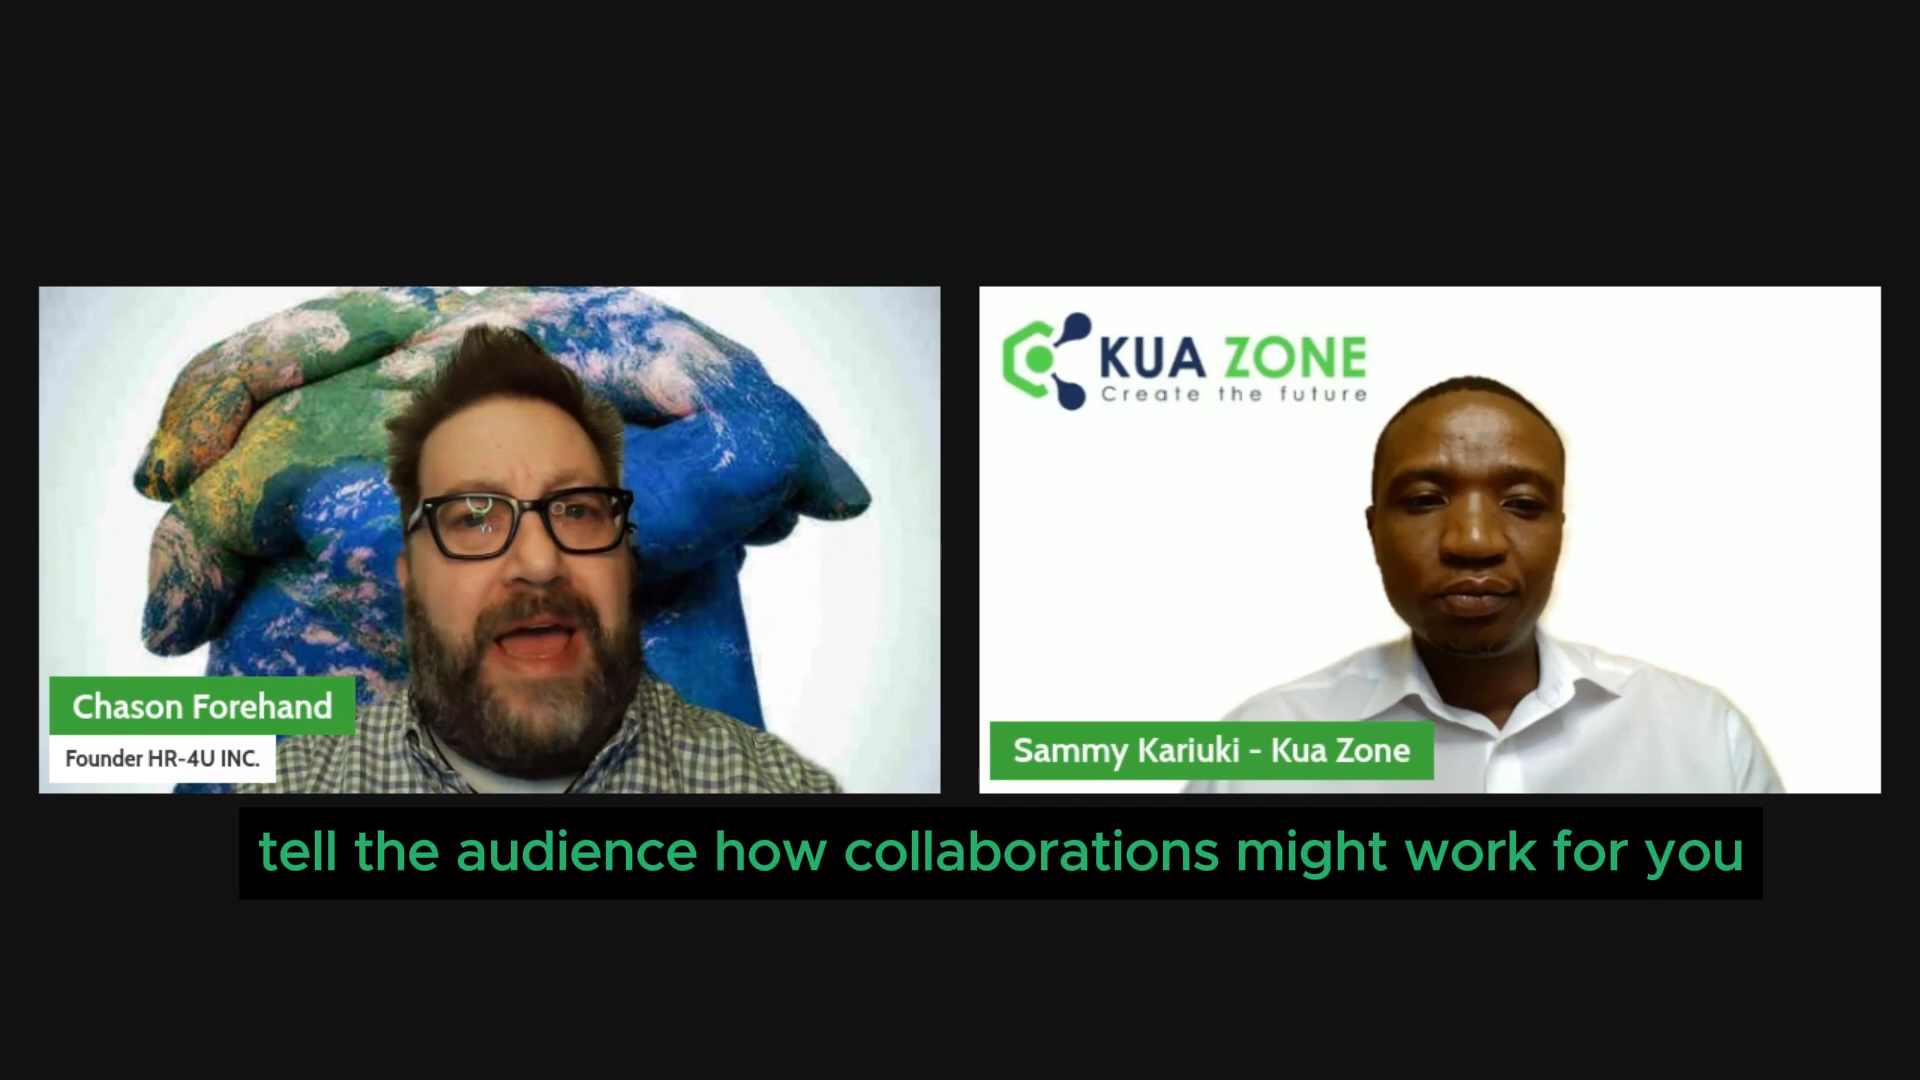 KUA ZONE
Create the future
Chason Forehand
Founder HR-4U INC.
Sammy Kariuki - Kua Zone
tell the audience how collaborations might work for you